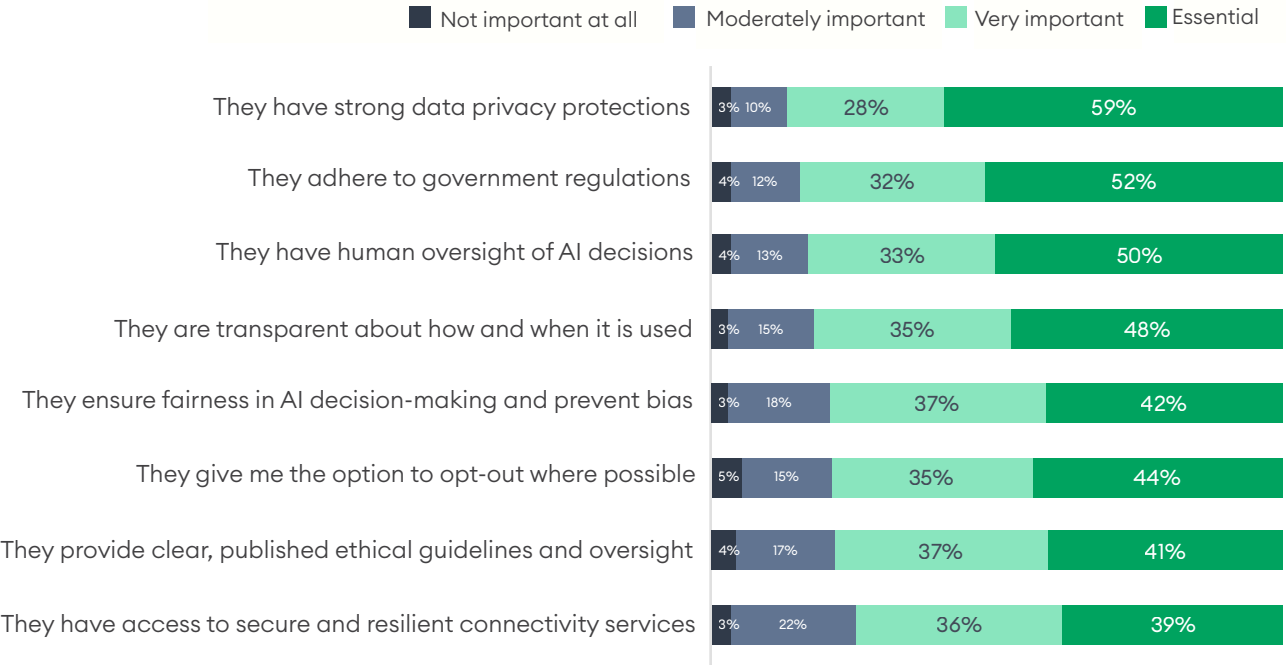 Not important at all Moderately important Very important Essential
They have strong data privacy protections 3% 10% 28% 59%
They adhere to government regulations 4% 12% 32% 52%
They have human oversight of AI decisions 4% 13% 33% 50%
They are transparent about how and when it is used 3% 15% 35% 48%
They ensure fairness in AI decision-making and prevent bias 3% 18% 37% 42%
They give me the option to opt-out where possible 5% 15% 35% 44%
They provide clear, published ethical guidelines and oversight 4% 17% 37% 41%
They have access to secure and resilient connectivity services 3% 22% 36% 39%